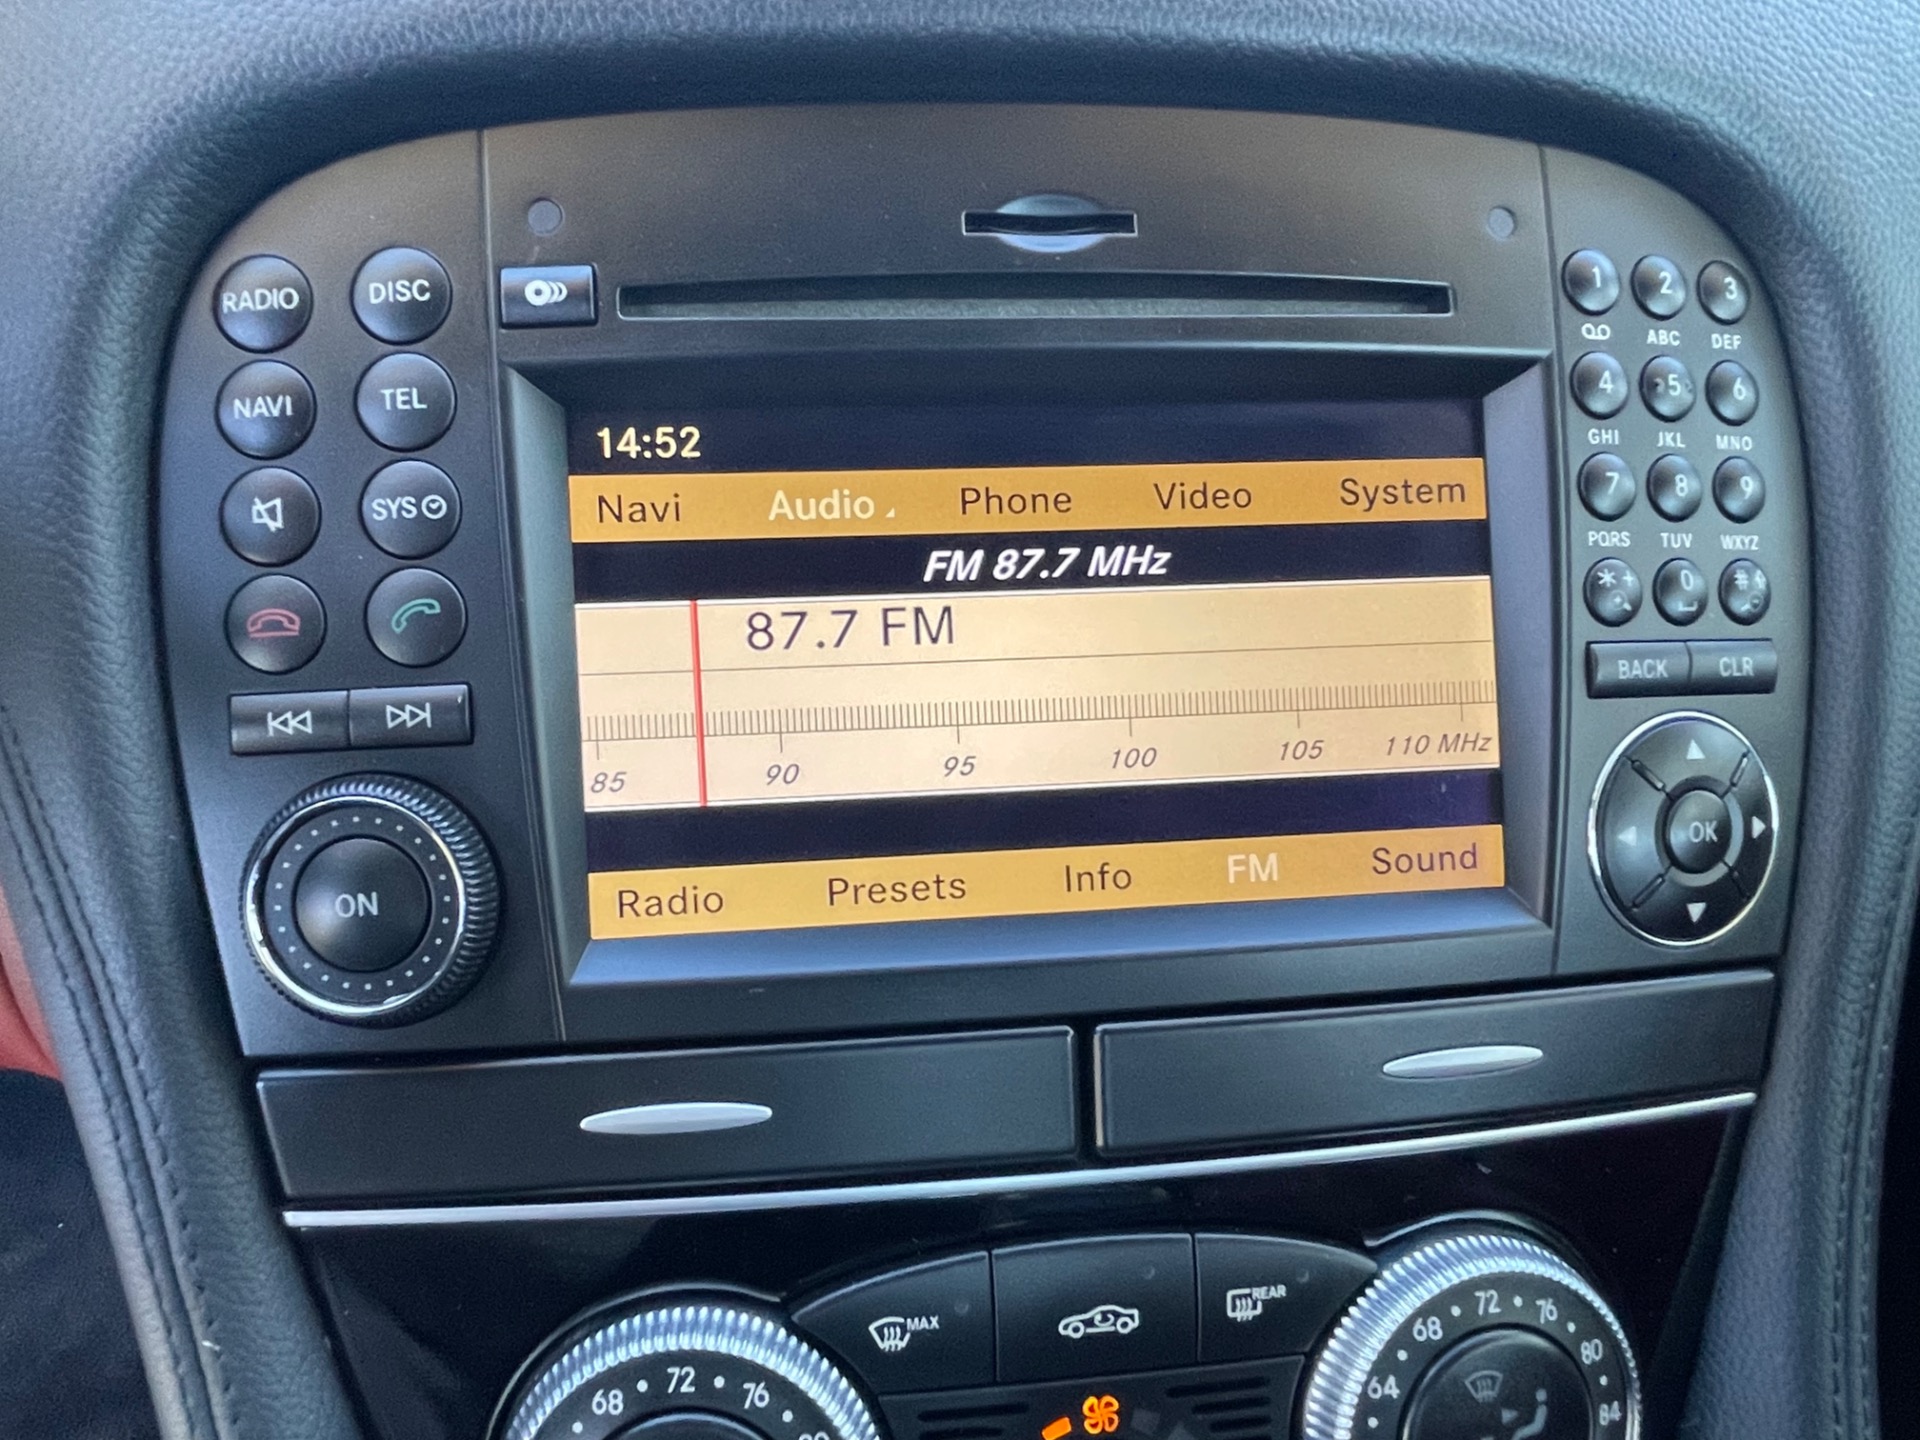 RADIO DISC
NAVI TEL
SYS
ON
14:52
Navi Audio Phone Video System
FM 87.7 MHz
87.7 FM
85 90 95 100 105 110 MHz
Radio Presets Info FM Sound
1 2 3
ABC DEF
4 5 6
GHI JKL MNO
7 8 9
PQRS TUV WXYZ
* + 0 #
BACK CLR
OK
MAX REAR
68 72 76
64 68 72 76 80 84